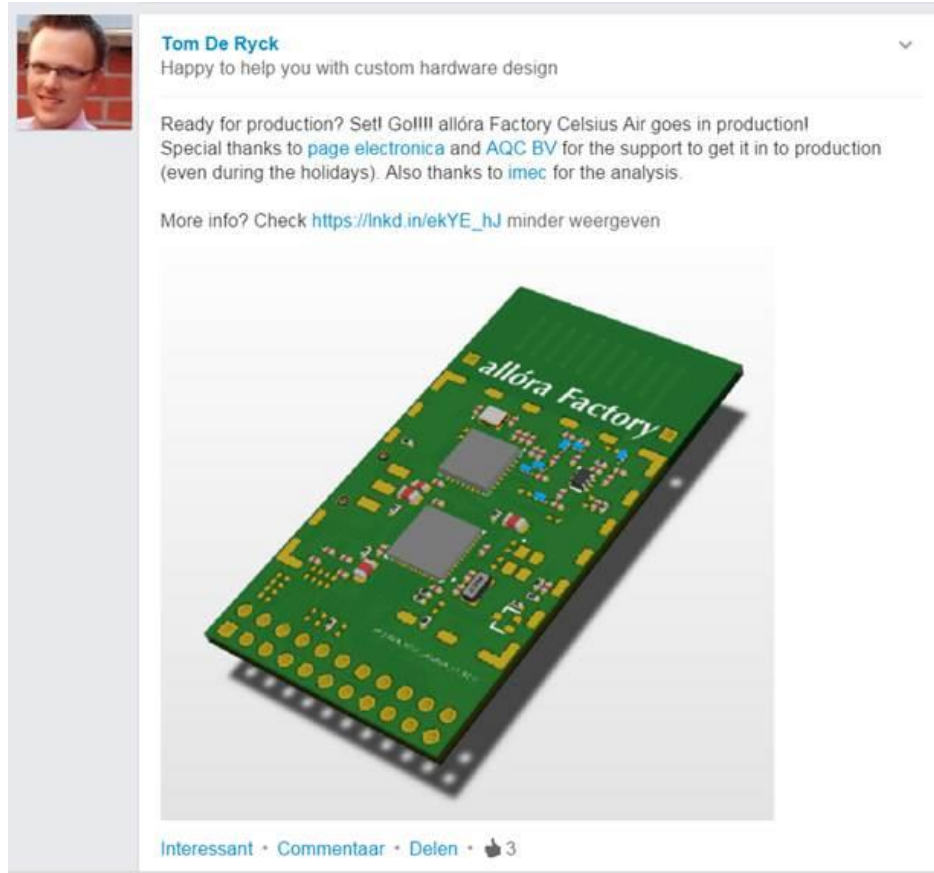 Tom De Ryck
Happy to help you with custom hardware design
Ready for production? Set! Go!!!! allóra Factory Celsius Air goes in production!
Special thanks to page electronica and AQC BV for the support to get it in to production
(even during the holidays). Also thanks to imec for the analysis.
More info? Check https://lnkd.in/ekYE_hJ minder weergeven
allóra Factory
Interessant • Commentaar • Delen • 3